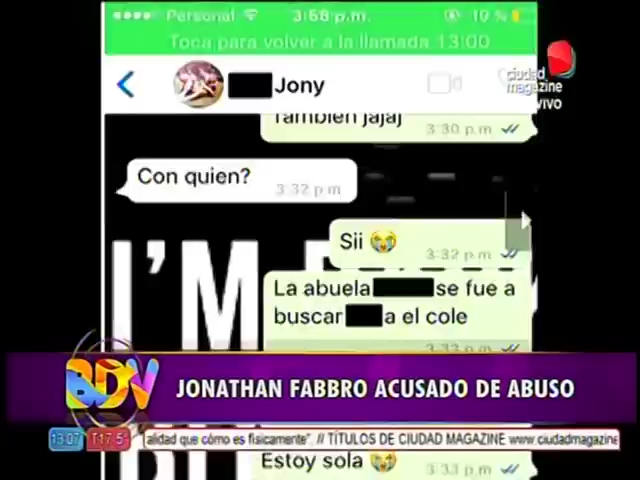 Personal 3:58 p.m. 10 %
Toca para volver a la llamada 13:00
Jony
ciudad
magazine
vivo
También jajaj
3:30 p.m
Con quien?
3:32 p m
Sii 😭
3:32 p m
La abuela se fue a
buscar a el cole
3:33 p m
I'M
BDV
JONATHAN FABBRO ACUSADO DE ABUSO
13:07 T17.5° alidad que cómo es físicamente". // TÍTULOS DE CIUDAD MAGAZINE www.ciudadmagazine
Estoy sola 😭
3:33 p m